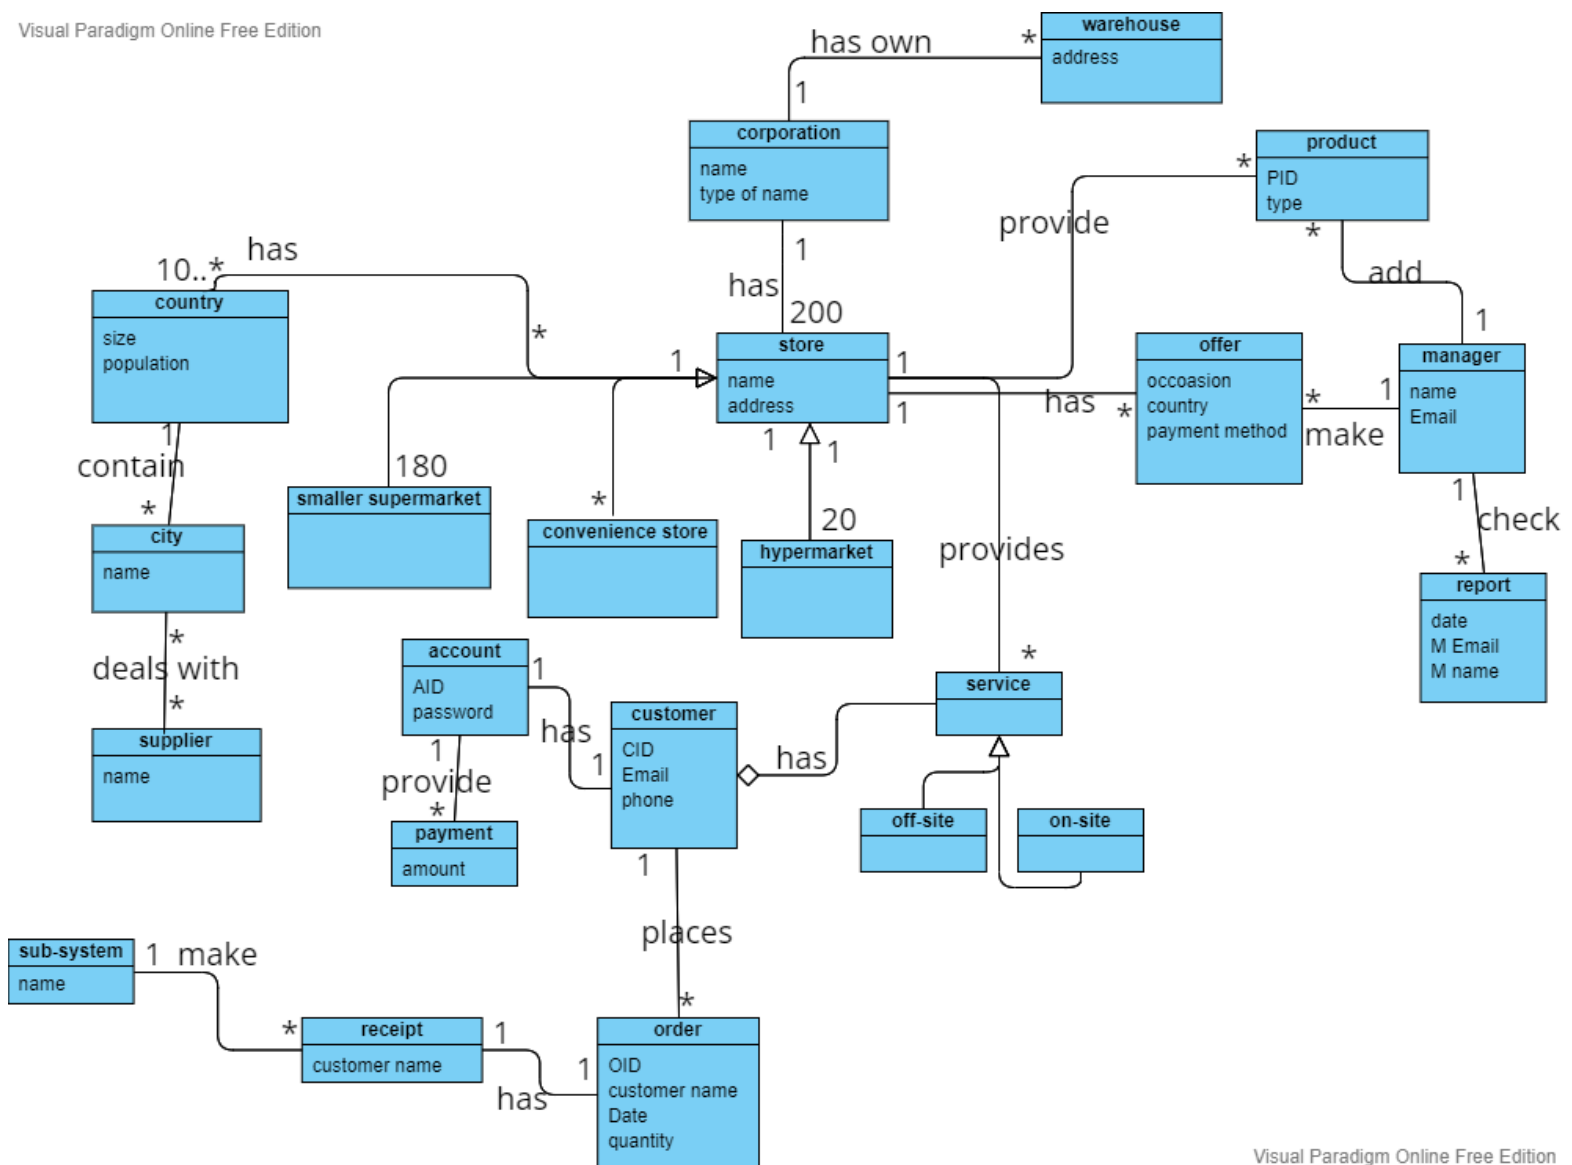 Visual Paradigm Online Free Edition
warehouse
address
has own
*
1
corporation
name
type of name
1
has
200
product
PID
type
*
*
provide
add
1
has
10..*
country
size
population
*
1
store
name
address
1
1
1
1
has
*
offer
occoasion
country
payment method
*
1
make
manager
name
Email
1
check
*
report
date
M Email
M name
1
contain
*
city
name
*
deals with
*
supplier
name
180
smaller supermarket
*
convenience store
20
hypermarket
provides
*
service
account
AID
password
1
has
1
1
provide
*
payment
amount
customer
CID
Email
phone
has
off-site
on-site
1
places
*
sub-system
name
1 make
*
receipt
customer name
1
has
1
order
OID
customer name
Date
quantity
Visual Paradigm Online Free Edition